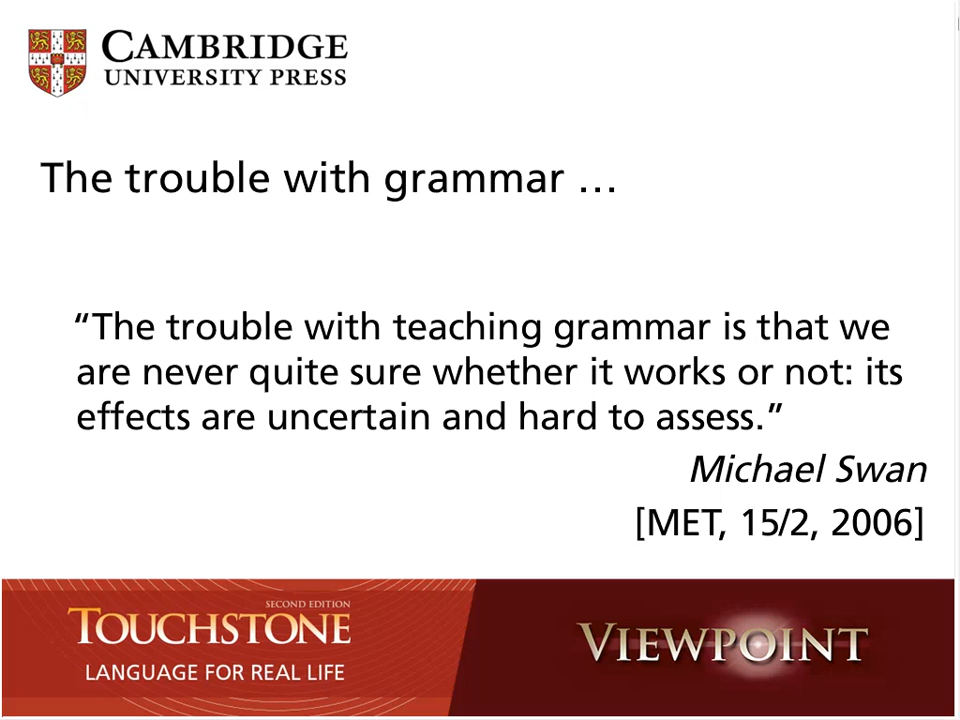 CAMBRIDGE
UNIVERSITY PRESS
The trouble with grammar …
“The trouble with teaching grammar is that we
are never quite sure whether it works or not: its
effects are uncertain and hard to assess.”
Michael Swan
[MET, 15/2, 2006]
SECOND EDITION
TOUCHSTONE
LANGUAGE FOR REAL LIFE
VIEWPOINT